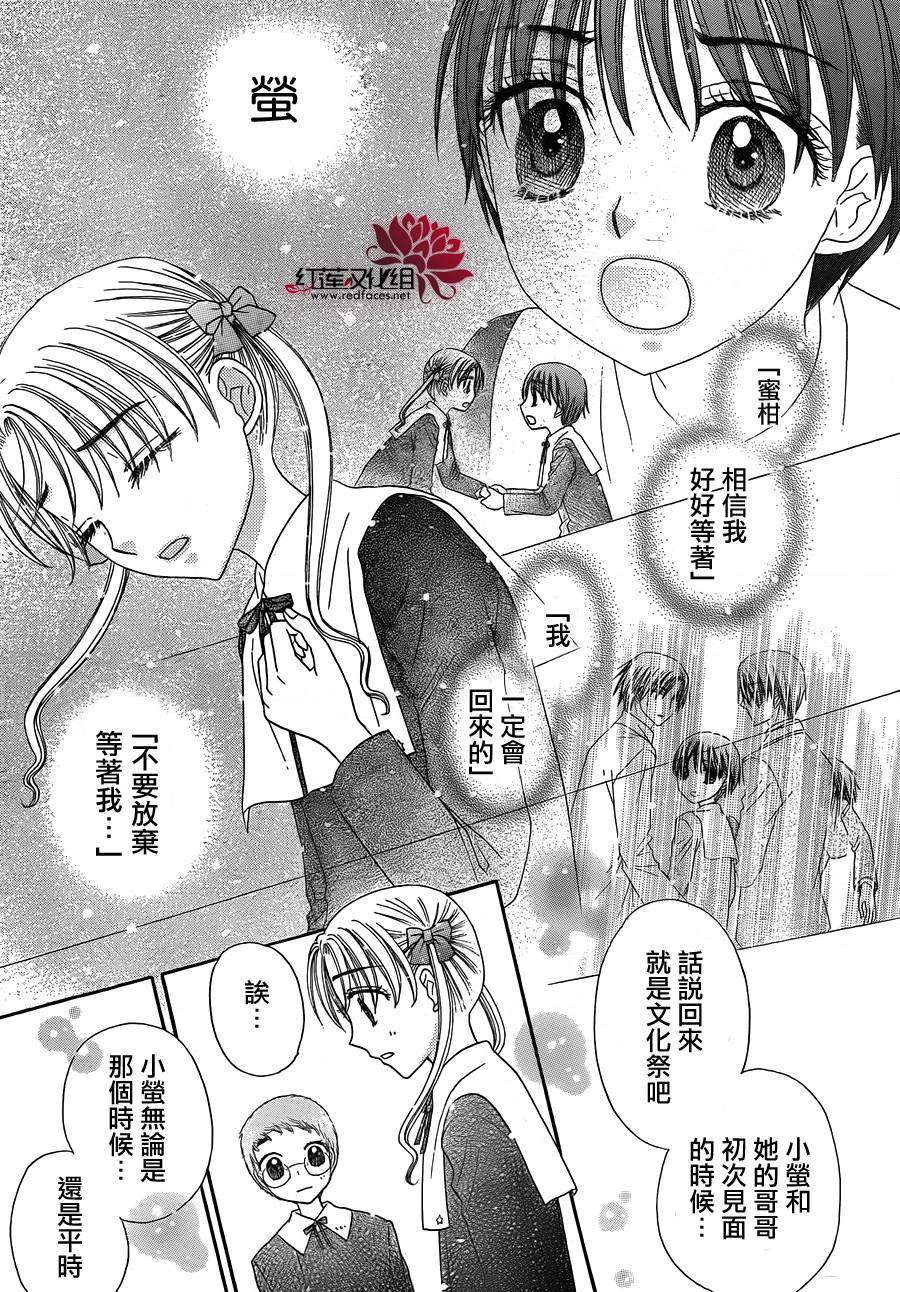 螢
红莲汉化组
www.redfaces.net
「蜜柑
相信我
好好等著」
「我
一定會
回來的」
「不要放棄
等著我…」
話説回來
就是文化祭吧
小螢和
她的哥哥
初次見面
的時候…
誒…
小螢無論是
那個時候…
還是平時